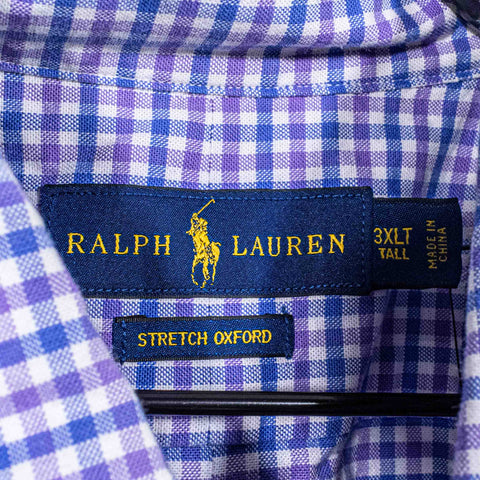 RALPH LAUREN
3XLT
TALL
MADE IN
CHINA
STRETCH OXFORD